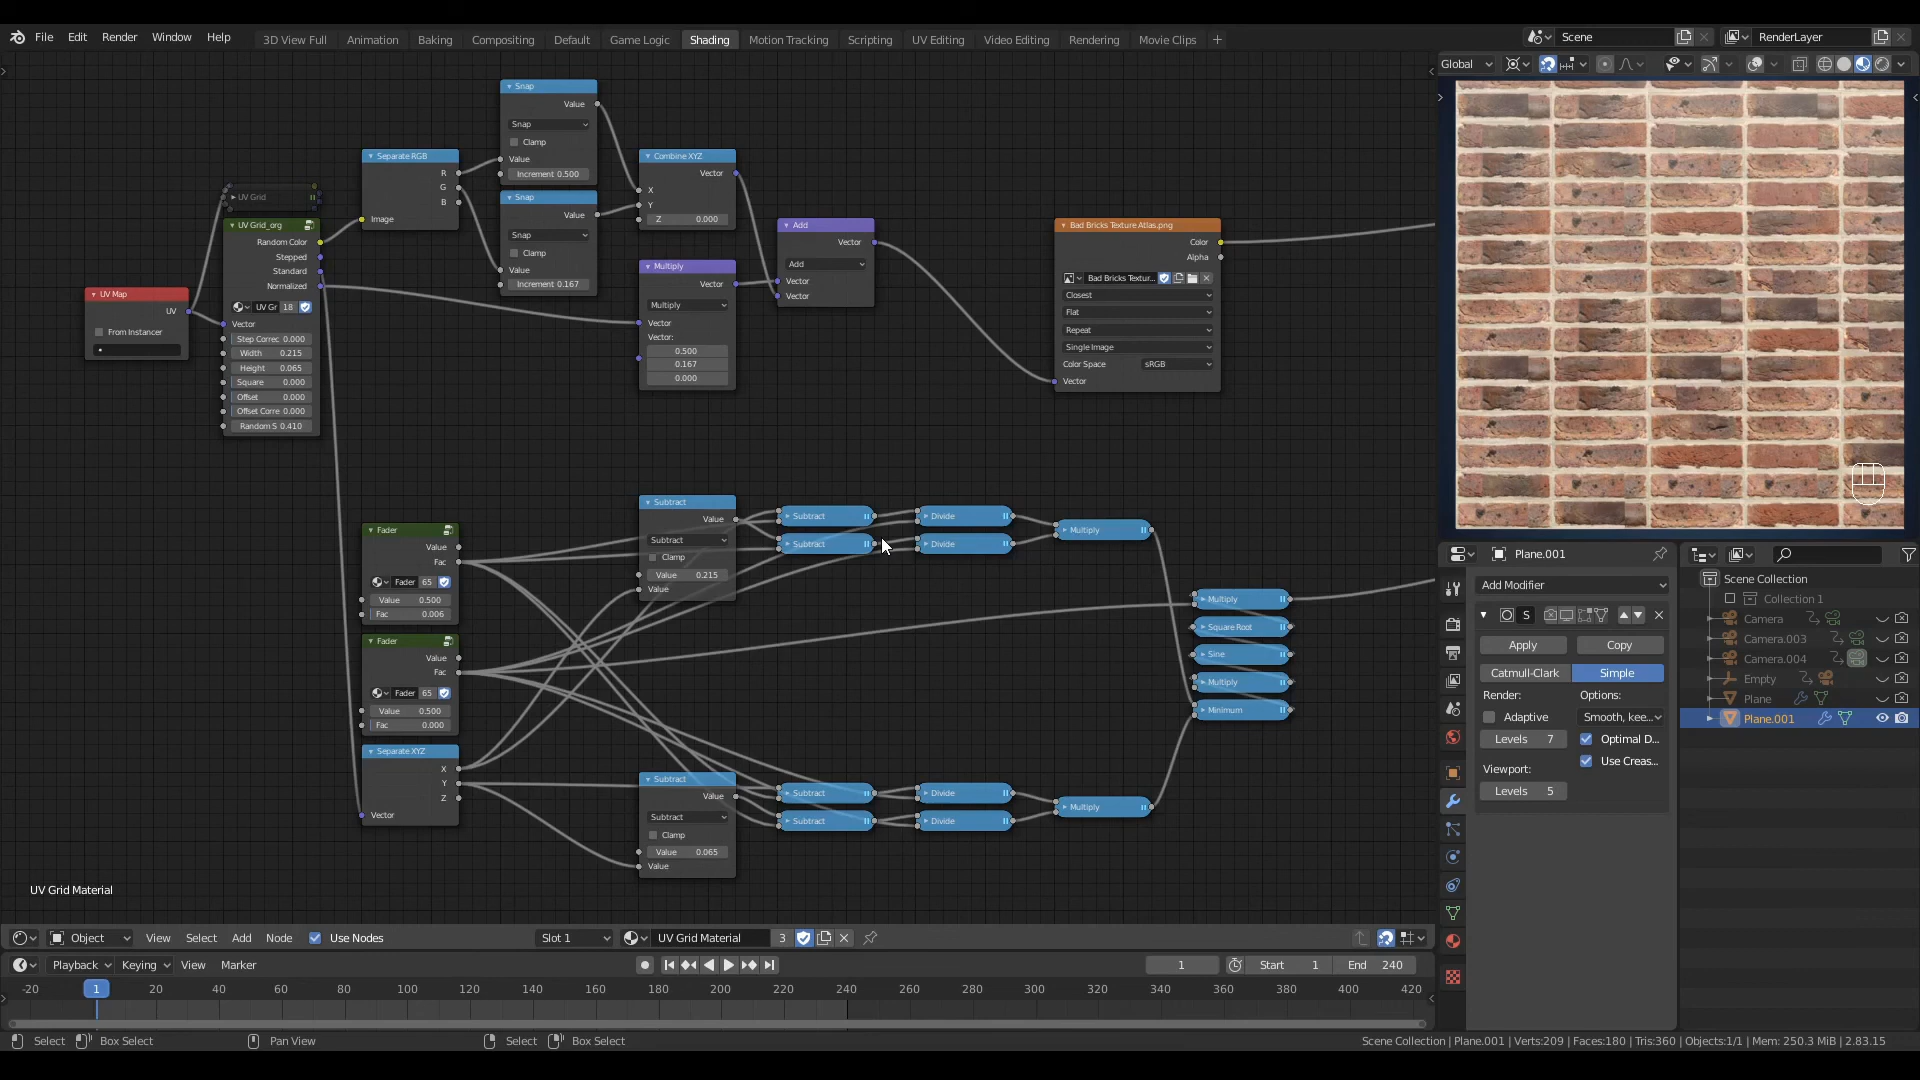 File Edit Render Window Help 3D View Full Animation Baking Compositing Default Game Logic Shading Motion Tracking Scripting UV Editing Video Editing Rendering Movie Clips + Scene RenderLayer
Global
Snap
Value
Snap
Clamp
Value
Increment 0.500
Snap
Value
Snap
Clamp
Value
Increment 0.167
Separate RGB
R
G
B
Image
Combine XYZ
Vector
X
Y
Z 0.000
UV Grid
UV Grid_org
Random Color
Stepped
Standard
Normalized
UV Gr 18
Vector
Step Correc 0.000
Width 0.215
Height 0.065
Square 0.000
Offset 0.000
Offset Corre 0.000
Random S 0.410
UV Map
UV
From Instancer
Multiply
Vector
Multiply
Vector
Vector:
0.500
0.167
0.000
Add
Vector
Add
Vector
Vector
Bad Bricks Texture Atlas.png
Color
Alpha
Bad Bricks Textur...
Closest
Flat
Repeat
Single Image
Color Space sRGB
Vector
Fader
Value
Fac
Fader 65
Value 0.500
Fac 0.006
Fader
Value
Fac
Fader 65
Value 0.500
Fac 0.000
Separate XYZ
X
Y
Z
Vector
Subtract
Value
Subtract
Clamp
Value 0.215
Value
Subtract Divide
Subtract Divide
Multiply
Multiply
Square Root
Sine
Multiply
Minimum
Subtract
Value
Subtract
Clamp
Value 0.065
Value
Subtract Divide
Subtract Divide
Multiply
UV Grid Material
Plane.001
Add Modifier
S
Apply Copy
Catmull-Clark Simple
Render: Options:
Adaptive Smooth, kee...
Levels 7 Optimal D...
Use Creas...
Viewport:
Levels 5
Scene Collection
Collection 1
Camera
Camera.003
Camera.004
Empty
Plane
Plane.001
Object View Select Add Node Use Nodes Slot 1 UV Grid Material 3
Playback Keying View Marker 1 Start 1 End 240
-20 1 20 40 60 80 100 120 140 160 180 200 220 240 260 280 300 320 340 360 380 400 420
Select Box Select Pan View Select Box Select Scene Collection | Plane.001 | Verts:209 | Faces:180 | Tris:360 | Objects:1/1 | Mem: 250.3 MiB | 2.83.15